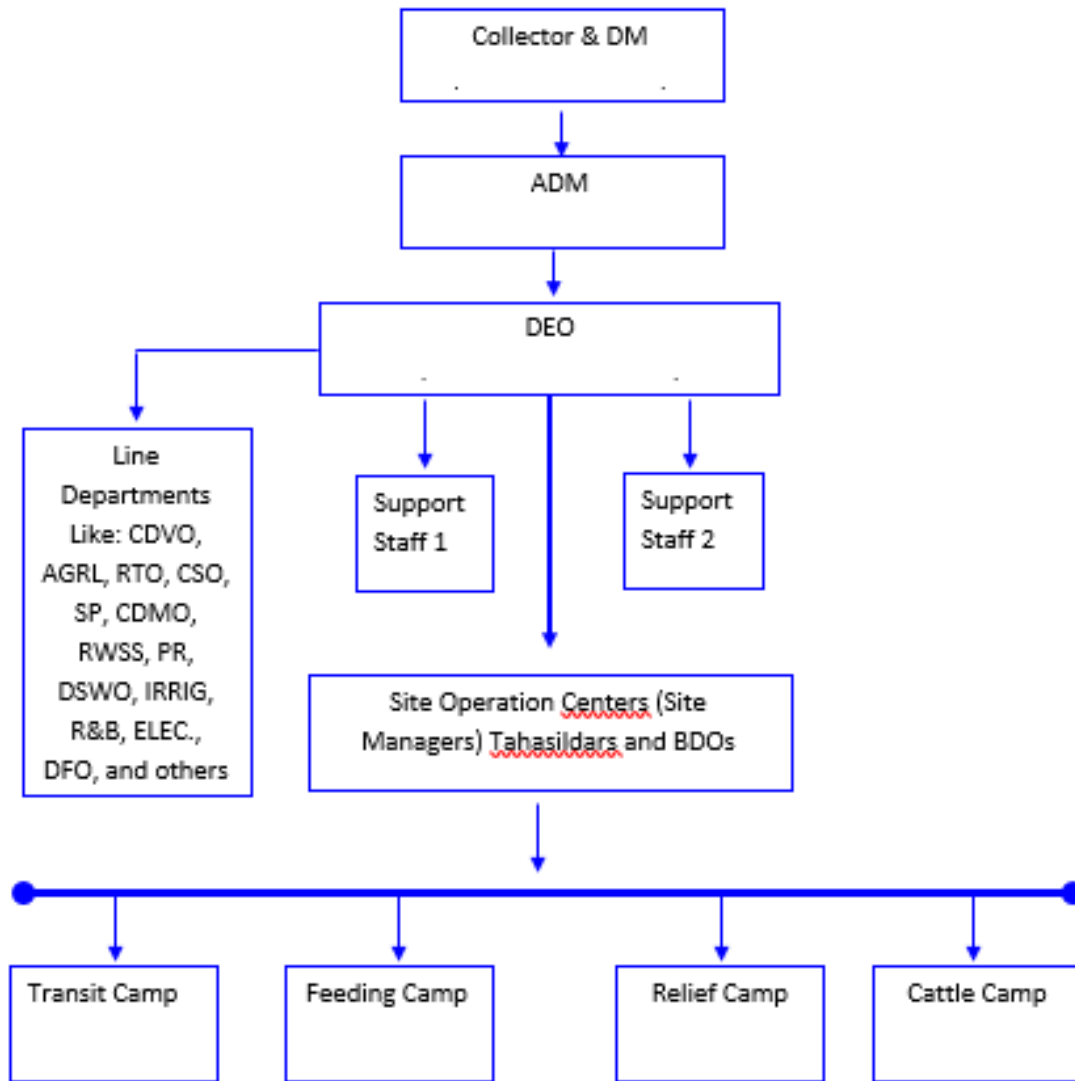 Collector & DM
ADM
DEO
Line
Departments
Like: CDVO,
AGRL, RTO, CSO,
SP, CDMO,
RWSS, PR,
DSWO, IRRIG,
R&B, ELEC.,
DFO, and others
Support
Staff 1
Support
Staff 2
Site Operation Centers (Site
Managers) Tahasildars and BDOs
Transit Camp
Feeding Camp
Relief Camp
Cattle Camp